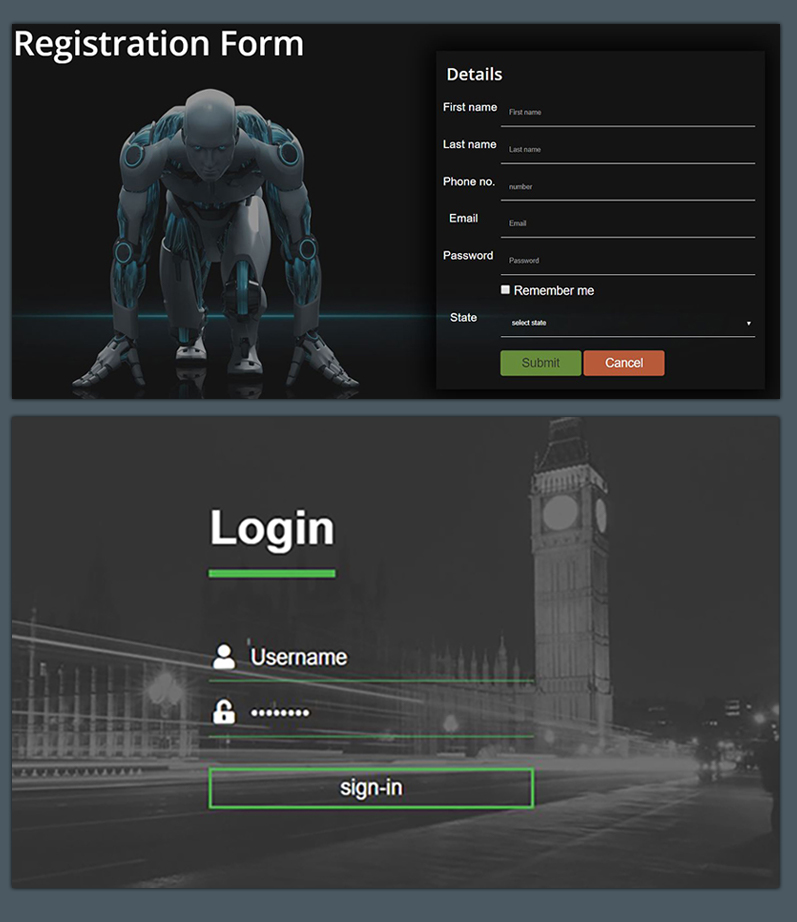 Registration Form
Details
First name First name
Last name Last name
Phone no. number
Email Email
Password Password
Remember me
State select state
Submit Cancel
Login
Username
••••••••
sign-in